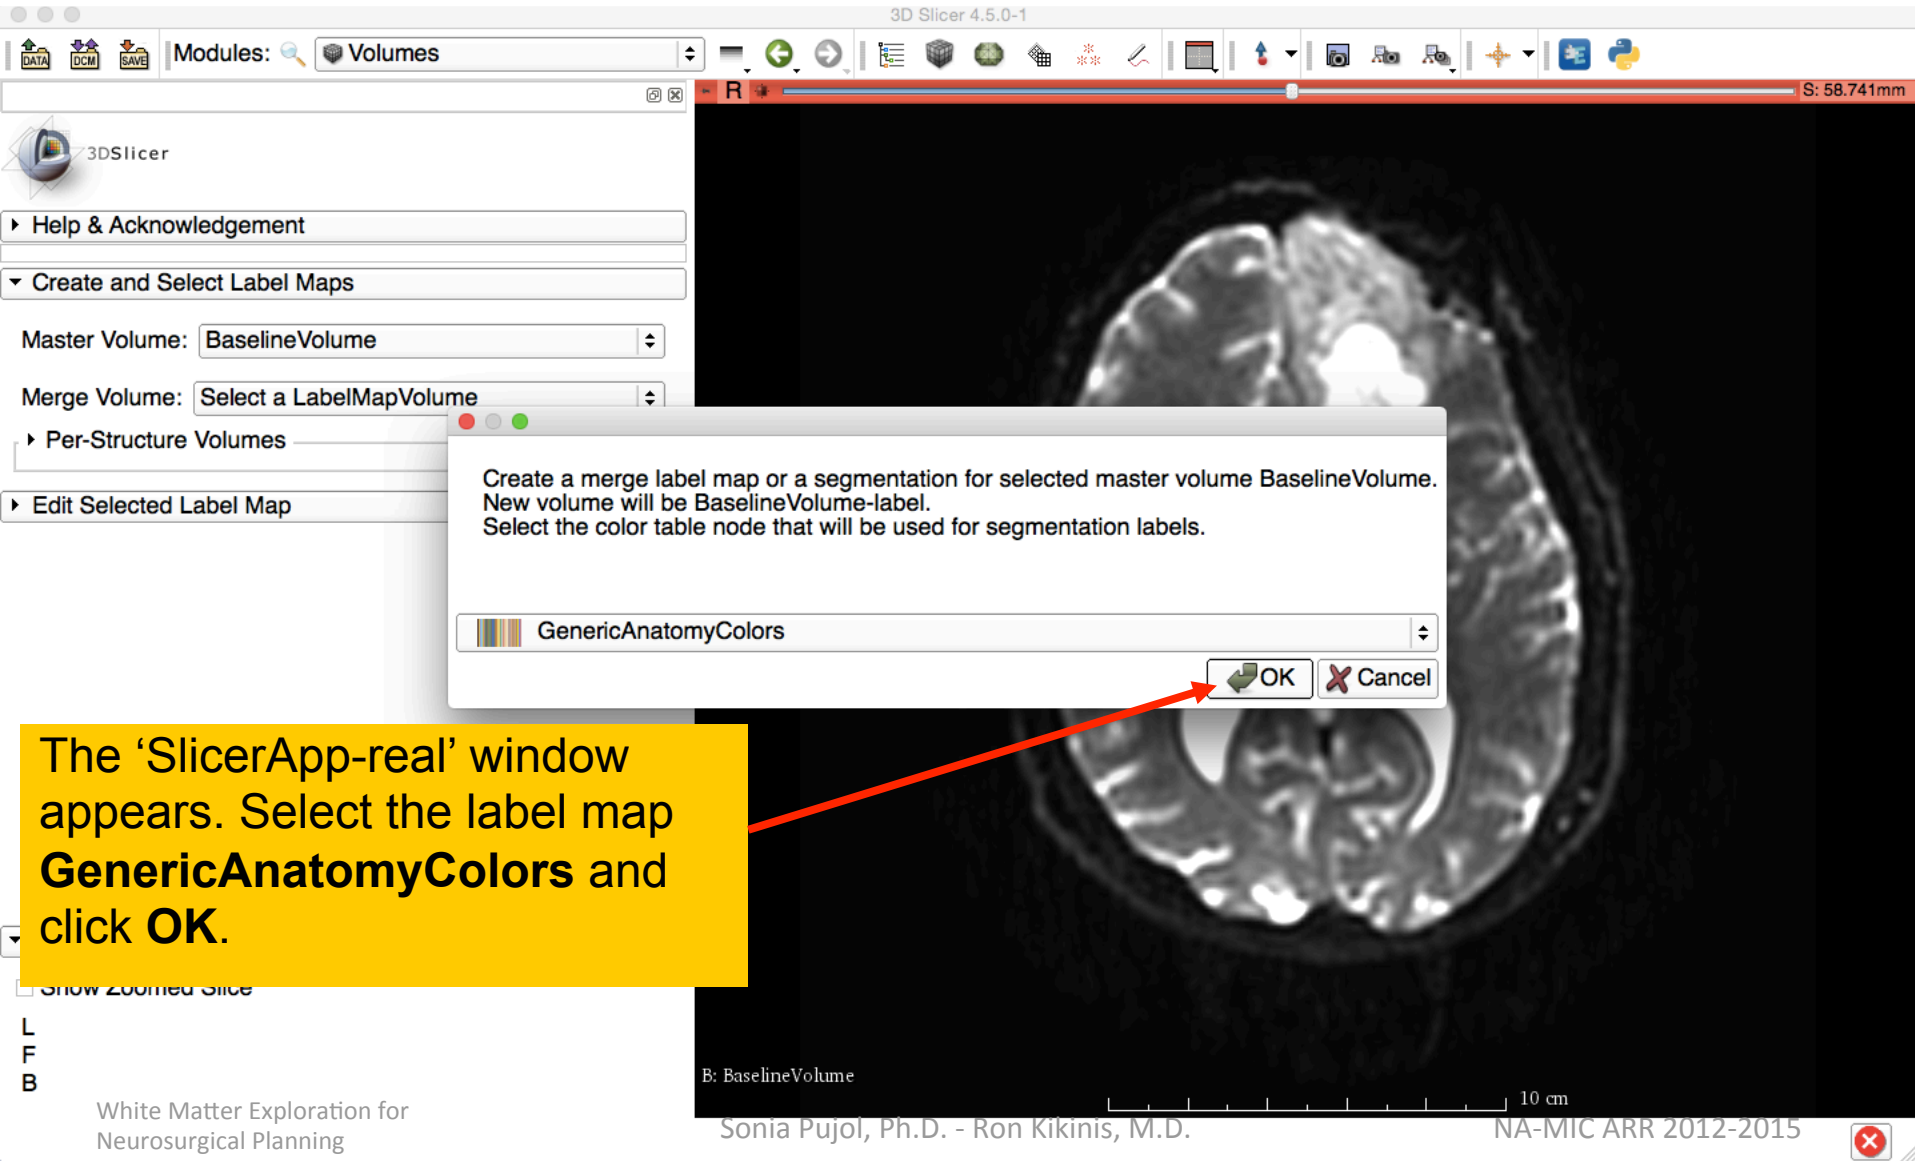 3D Slicer 4.5.0-1
DATA DCM SAVE Modules: Volumes
R S: 58.741mm
3DSlicer
Help & Acknowledgement
Create and Select Label Maps
Master Volume: BaselineVolume
Merge Volume: Select a LabelMapVolume
Per-Structure Volumes
Edit Selected Label Map
Create a merge label map or a segmentation for selected master volume BaselineVolume.
New volume will be BaselineVolume-label.
Select the color table node that will be used for segmentation labels.
GenericAnatomyColors
OK Cancel
The ‘SlicerApp-real’ window
appears. Select the label map
GenericAnatomyColors and
click OK.
Show Zoomed Slice
L
F
B
B: BaselineVolume
10 cm
White Matter Exploration for
Neurosurgical Planning
Sonia Pujol, Ph.D. - Ron Kikinis, M.D.
NA-MIC ARR 2012-2015